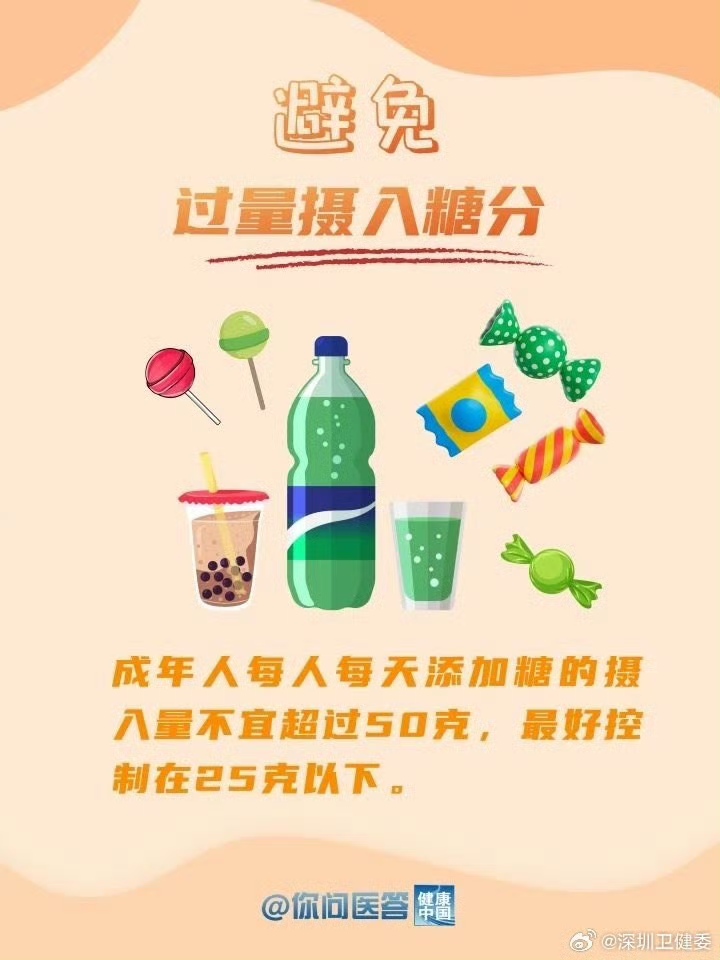 避免
过量摄入糖分
成年人每人每天添加糖的摄
入量不宜超过50克，最好控
制在25克以下。
@你问医答 健康
中国
@深圳卫健委